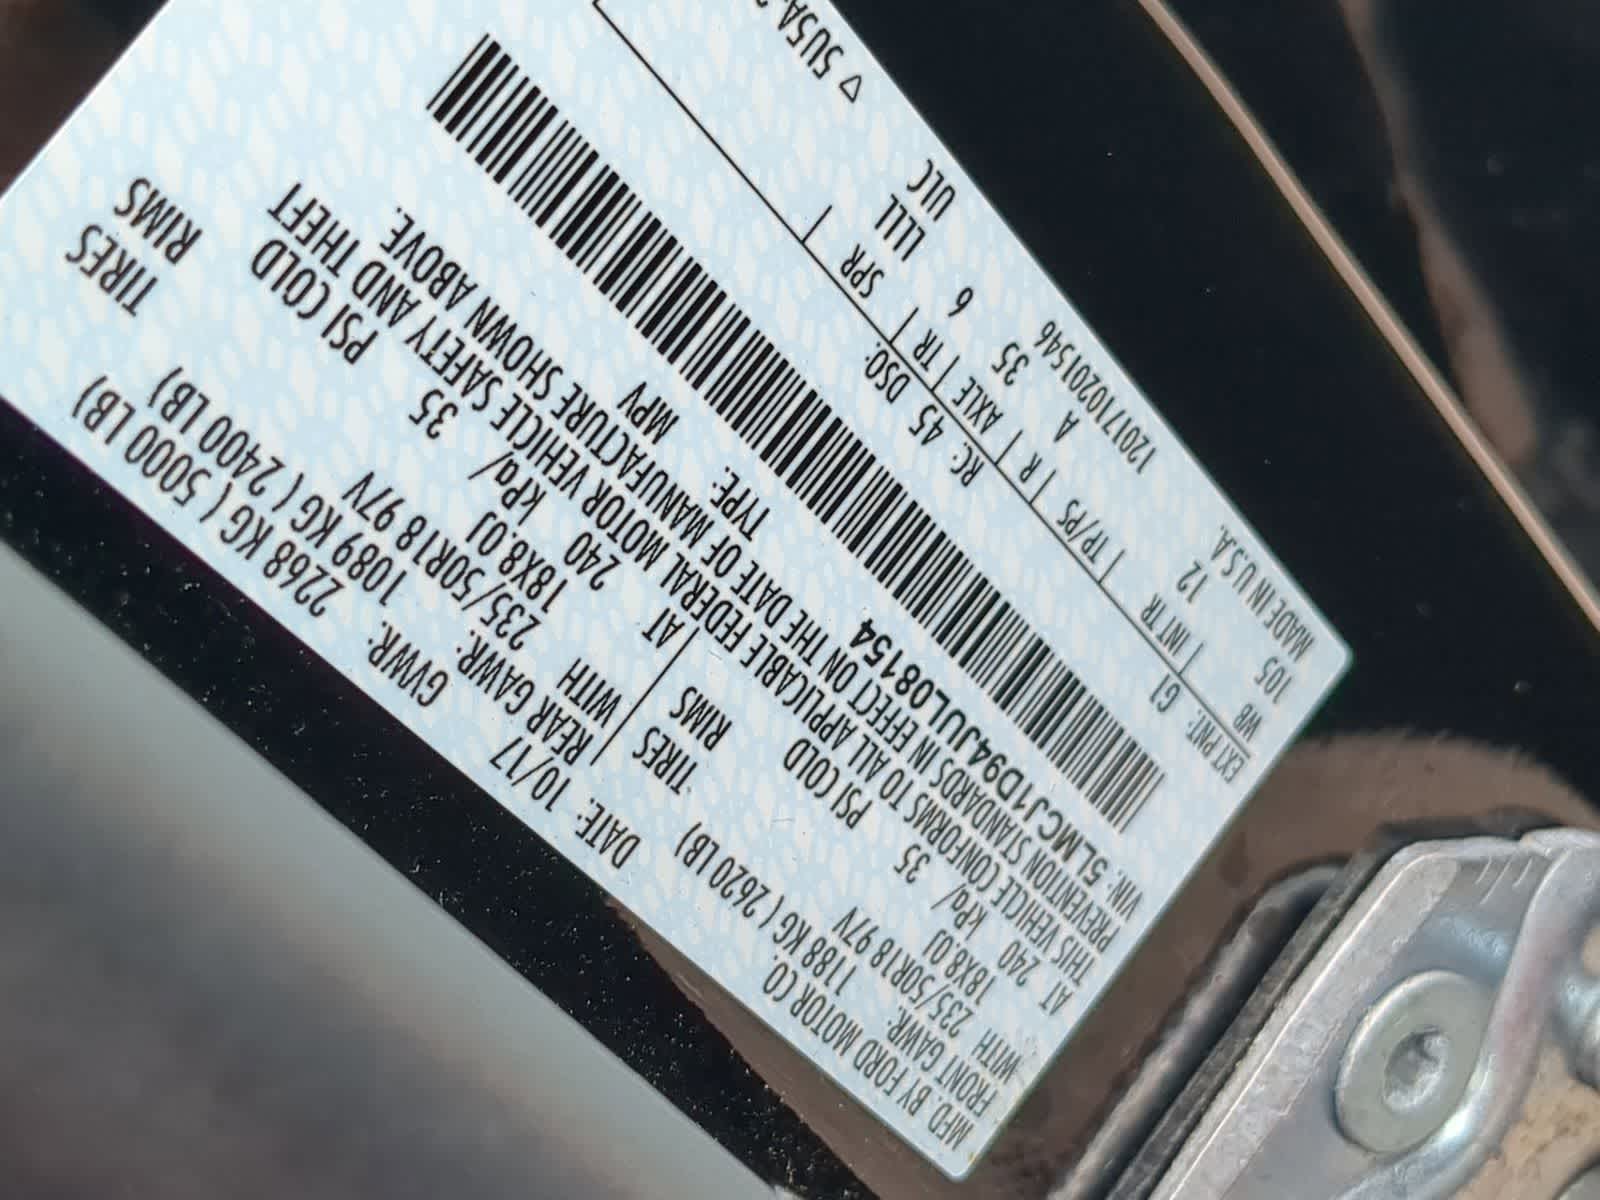 MFD. BY FORD MOTOR CO.
DATE: 10/17
GVWR: 2268 KG ( 5000 LB)
FRONT GAWR: 1188 KG ( 2620 LB)
REAR GAWR: 1089 KG ( 2400 LB)
WITH 235/50R18 97V TIRES
WITH 235/50R18 97V TIRES
18X8.0J RIMS
18X8.0J RIMS
AT 240 kPa/ 35 PSI COLD
AT 240 kPa/ 35 PSI COLD
THIS VEHICLE CONFORMS TO ALL APPLICABLE FEDERAL MOTOR VEHICLE SAFETY AND THEFT
PREVENTION STANDARDS IN EFFECT ON THE DATE OF MANUFACTURE SHOWN ABOVE.
VIN: 5LMCJ1D94JUL08154
TYPE: MPV
EXT PNT: G1 RC: 45 DSO:
WB INT TR TP/PS R AXLE TR SPR
105 12 A 35 6 LLLL ULC
MADE IN U.S.A. 1201710201546
▽ 5U5A-